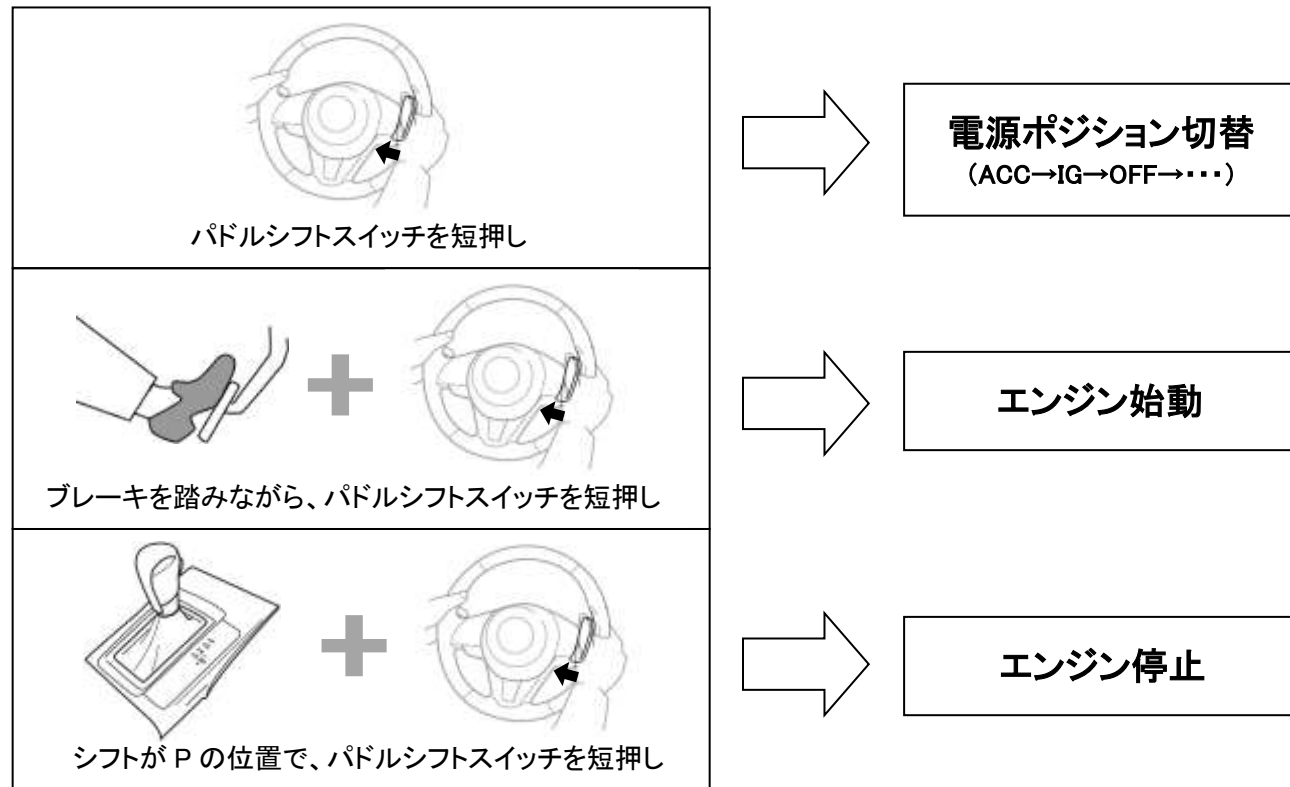 パドルシフトスイッチを短押し
電源ポジション切替
(ACC→IG→OFF→・・・)
ブレーキを踏みながら、パドルシフトスイッチを短押し
エンジン始動
シフトが P の位置で、パドルシフトスイッチを短押し
エンジン停止